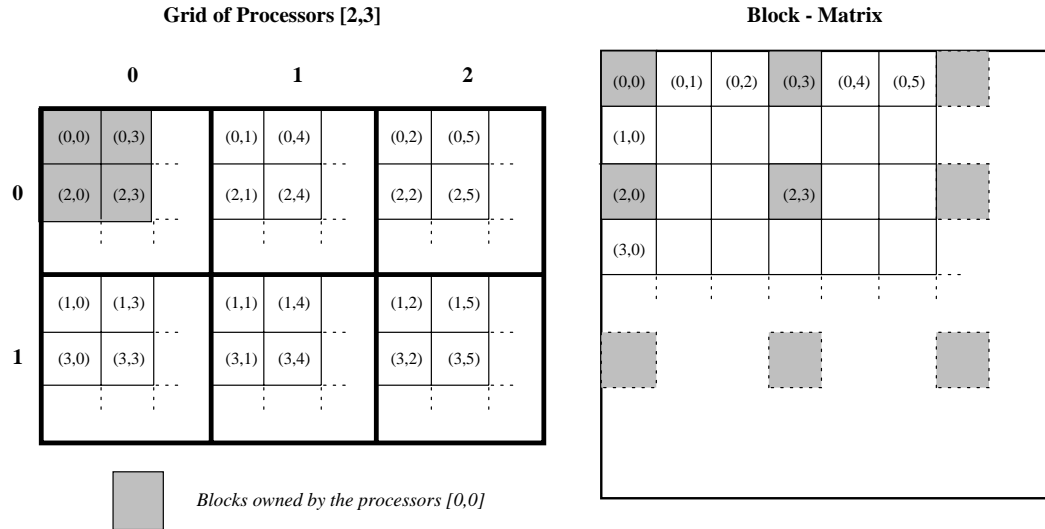 Grid of Processors [2,3]
0 1 2
0
(0,0) (0,3) (0,1) (0,4) (0,2) (0,5)
(2,0) (2,3) (2,1) (2,4) (2,2) (2,5)
1
(1,0) (1,3) (1,1) (1,4) (1,2) (1,5)
(3,0) (3,3) (3,1) (3,4) (3,2) (3,5)
Blocks owned by the processors [0,0]
Block - Matrix
(0,0) (0,1) (0,2) (0,3) (0,4) (0,5)
(1,0)
(2,0) (2,3)
(3,0)